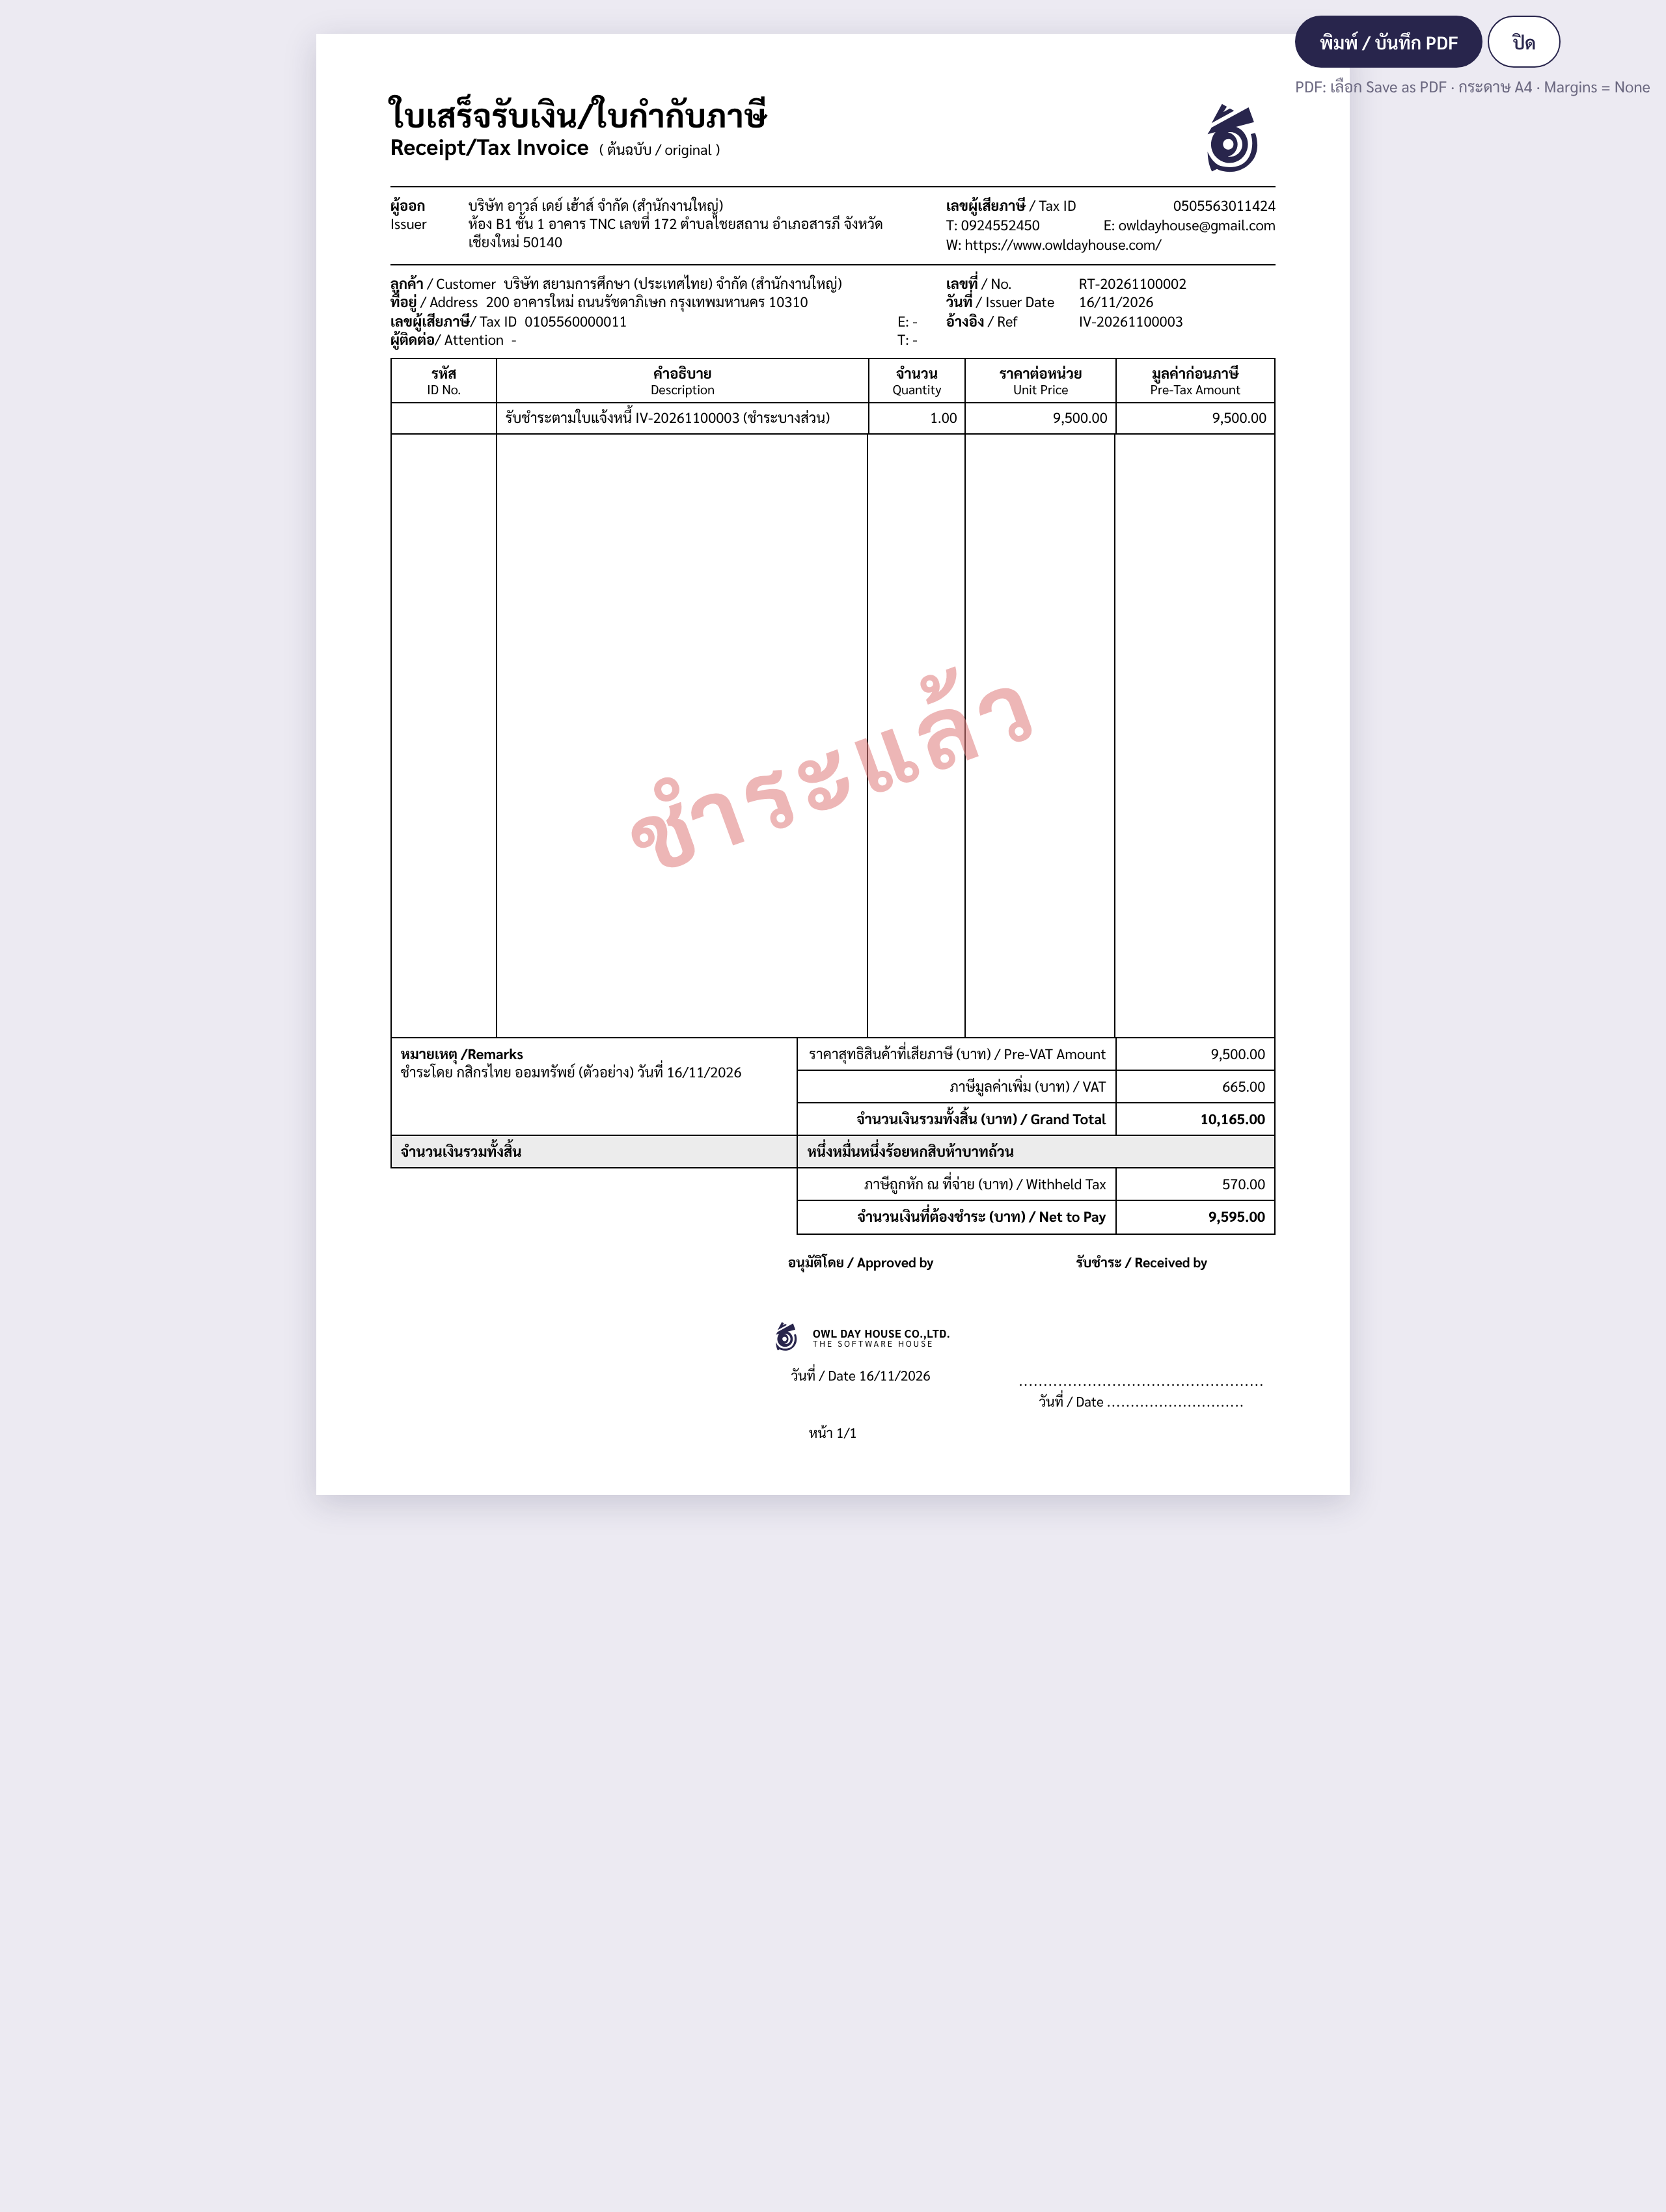 พิมพ์ / บันทึก PDF ปิด
PDF: เลือก Save as PDF · กระดาษ A4 · Margins = None
ใบเสร็จรับเงิน/ใบกำกับภาษี
Receipt/Tax Invoice ( ต้นฉบับ / original )
ผู้ออก บริษัท อาวล์ เดย์ เฮ้าส์ จำกัด (สำนักงานใหญ่) เลขผู้เสียภาษี / Tax ID 0505563011424
Issuer ห้อง B1 ชั้น 1 อาคาร TNC เลขที่ 172 ตำบลไชยสถาน อำเภอสารภี จังหวัด T: 0924552450 E: owldayhouse@gmail.com
เชียงใหม่ 50140 W: https://www.owldayhouse.com/
ลูกค้า / Customer บริษัท สยามการศึกษา (ประเทศไทย) จำกัด (สำนักงานใหญ่) เลขที่ / No. RT-20261100002
ที่อยู่ / Address 200 อาคารใหม่ ถนนรัชดาภิเษก กรุงเทพมหานคร 10310 วันที่ / Issuer Date 16/11/2026
เลขผู้เสียภาษี/ Tax ID 0105560000011 E: - อ้างอิง / Ref IV-20261100003
ผู้ติดต่อ/ Attention - T: -
รหัส คำอธิบาย จำนวน ราคาต่อหน่วย มูลค่าก่อนภาษี
ID No. Description Quantity Unit Price Pre-Tax Amount
รับชำระตามใบแจ้งหนี้ IV-20261100003 (ชำระบางส่วน) 1.00 9,500.00 9,500.00
ชำระแล้ว
หมายเหตุ /Remarks ราคาสุทธิสินค้าที่เสียภาษี (บาท) / Pre-VAT Amount 9,500.00
ชำระโดย กสิกรไทย ออมทรัพย์ (ตัวอย่าง) วันที่ 16/11/2026
ภาษีมูลค่าเพิ่ม (บาท) / VAT 665.00
จำนวนเงินรวมทั้งสิ้น (บาท) / Grand Total 10,165.00
จำนวนเงินรวมทั้งสิ้น หนึ่งหมื่นหนึ่งร้อยหกสิบห้าบาทถ้วน
ภาษีถูกหัก ณ ที่จ่าย (บาท) / Withheld Tax 570.00
จำนวนเงินที่ต้องชำระ (บาท) / Net to Pay 9,595.00
อนุมัติโดย / Approved by รับชำระ / Received by
OWL DAY HOUSE CO.,LTD.
THE SOFTWARE HOUSE
วันที่ / Date 16/11/2026 ..................................................
วันที่ / Date ............................
หน้า 1/1